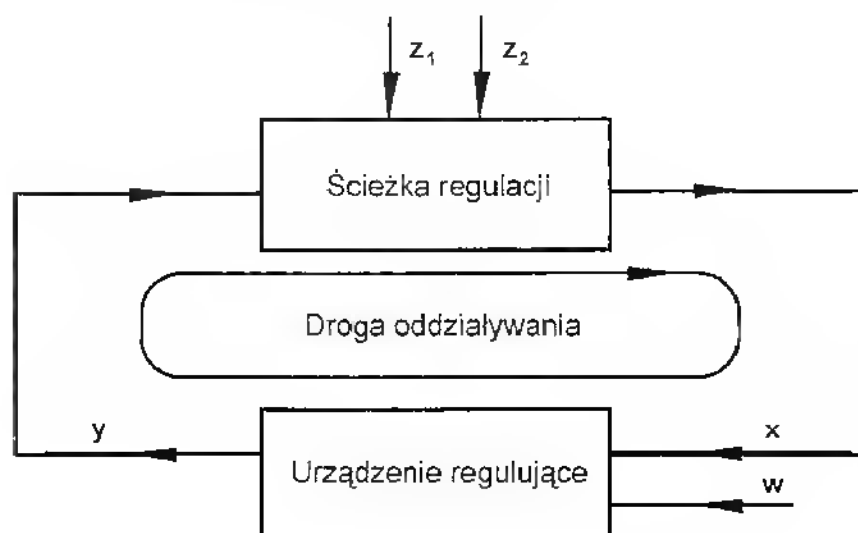 z₁ z₂
Ścieżka regulacji
Droga oddziaływania
y
x
Urządzenie regulujące
w